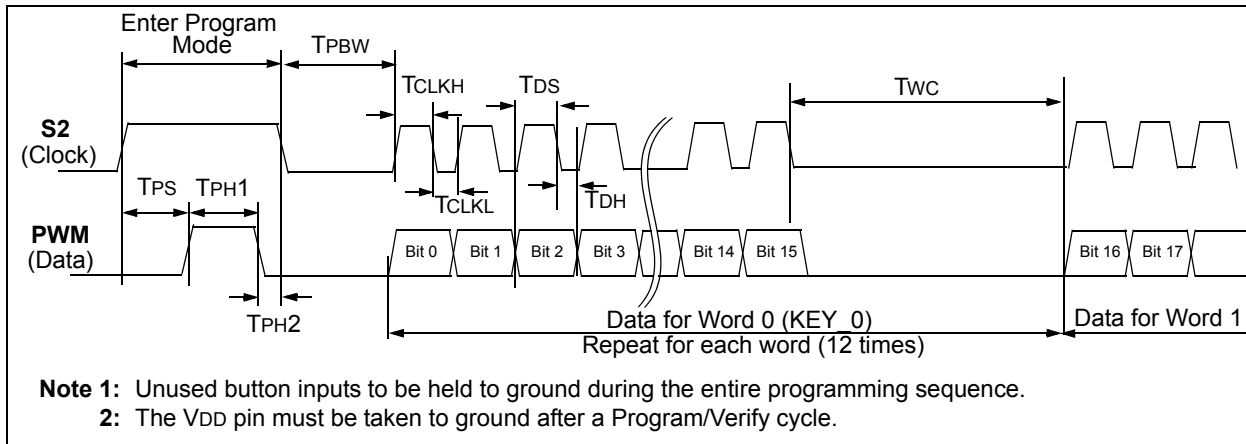 Enter Program
Mode
TPBW
TCLKH
TDS
TWC
S2
(Clock)
TPS
TPH1
TCLKL
TDH
PWM
(Data)
Bit 0
Bit 1
Bit 2
Bit 3
Bit 14
Bit 15
Bit 16
Bit 17
TPH2
Data for Word 0 (KEY_0)
Data for Word 1
Repeat for each word (12 times)
Note 1: Unused button inputs to be held to ground during the entire programming sequence.
2: The VDD pin must be taken to ground after a Program/Verify cycle.